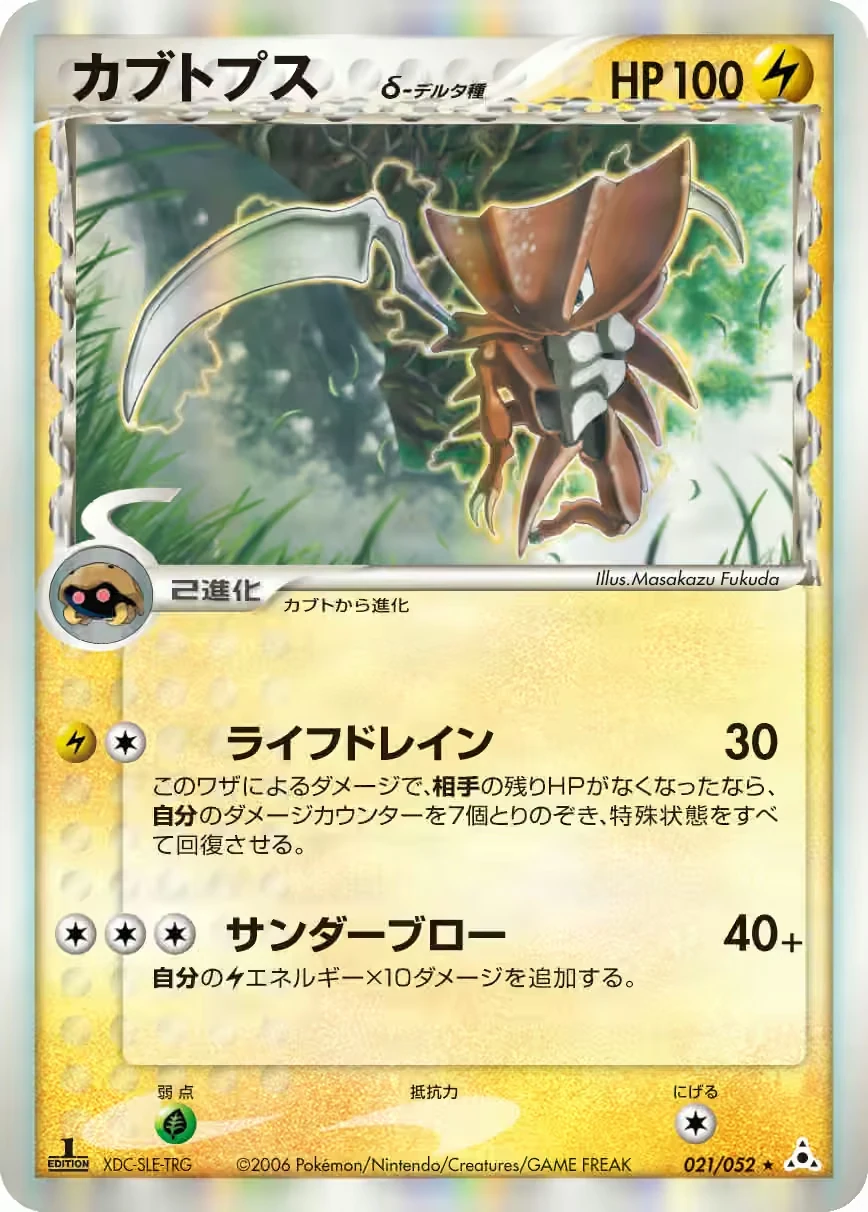 カブトプス δ-デルタ種 HP 100
Illus.Masakazu Fukuda
己進化
カブトから進化
ライフドレイン 30
このワザによるダメージで、相手の残りHPがなくなったなら、
自分のダメージカウンターを7個とりのぞき、特殊状態をすべ
て回復させる。
サンダーブロー 40+
自分のエネルギー×10ダメージを追加する。
弱点 抵抗力 にげる
1
EDITION XDC-SLE-TRG ©2006 Pokémon/Nintendo/Creatures/GAME FREAK 021/052 ★